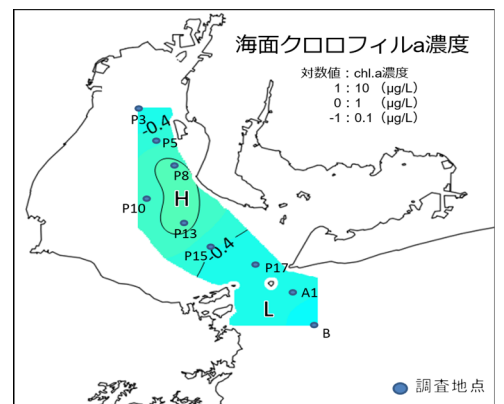 海面クロロフィルa濃度
対数値：chl.a濃度
1：10 （μg/L）
0：1 （μg/L）
-1：0.1（μg/L）
P3
-0.4
P5
P8
H
P10
P13
P15
-0.4
P17
A1
L
B
調査地点